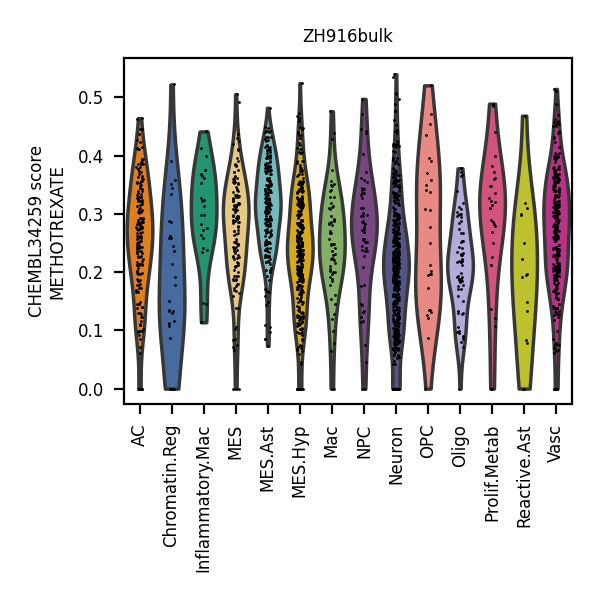 ZH916bulk
CHEMBL34259 score
METHOTREXATE
0.5
0.4
0.3
0.2
0.1
0.0
AC
Chromatin.Reg
Inflammatory.Mac
MES
MES.Ast
MES.Hyp
Mac
NPC
Neuron
OPC
Oligo
Prolif.Metab
Reactive.Ast
Vasc